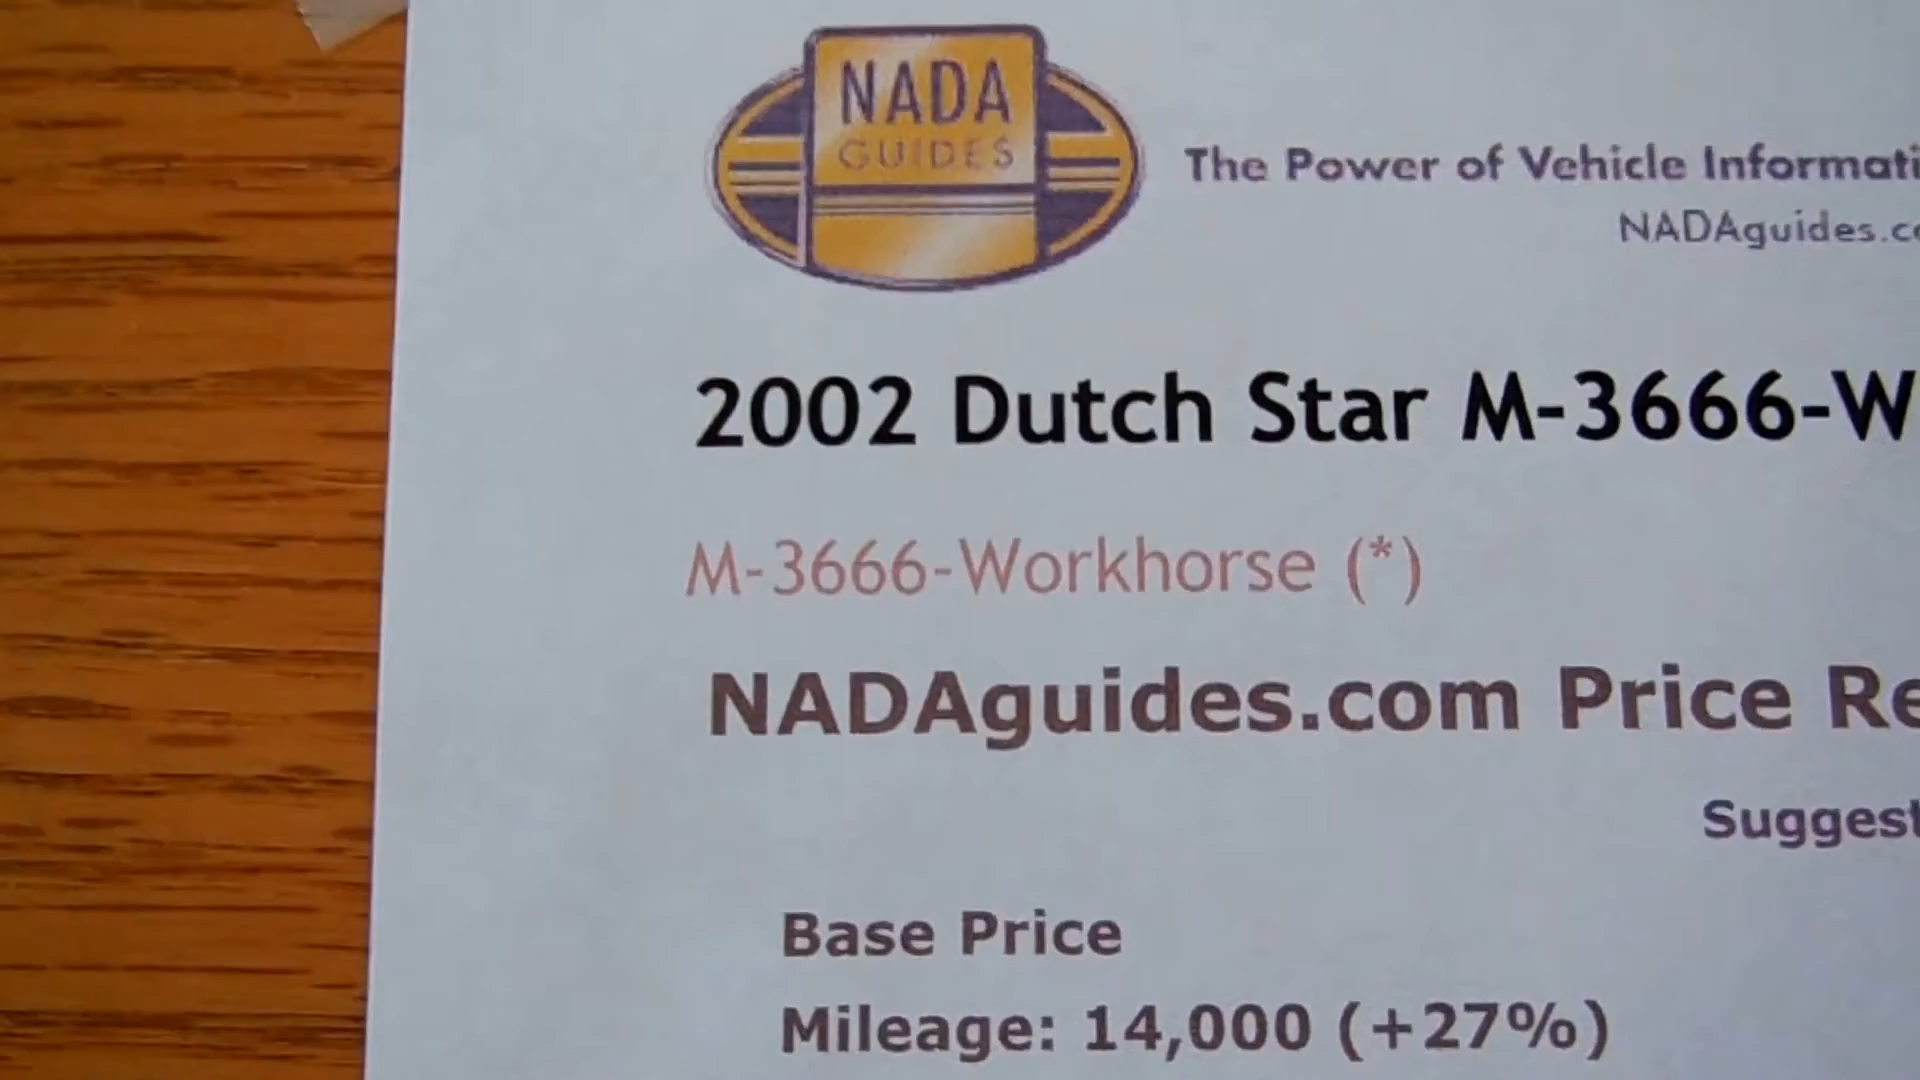 NADA
GUIDES
The Power of Vehicle Informati
NADAguides.c
2002 Dutch Star M-3666-W
M-3666-Workhorse (*)
NADAguides.com Price Re
Suggest
Base Price
Mileage: 14,000 (+27%)